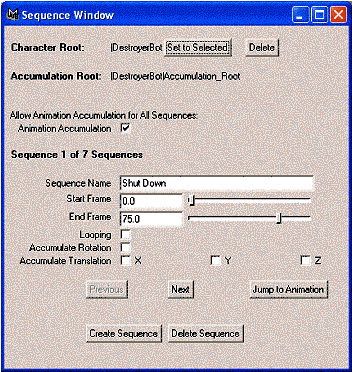 Sequence Window
Character Root: |DestroyerBot Set to Selected Delete
Accumulation Root: |DestroyerBot|Accumulation_Root
Allow Animation Accumulation for All Sequences:
Animation Accumulation
Sequence 1 of 7 Sequences
Sequence Name Shut Down
Start Frame 0.0
End Frame 75.0
Looping
Accumulate Rotation
Accumulate Translation X Y Z
Previous Next Jump to Animation
Create Sequence Delete Sequence